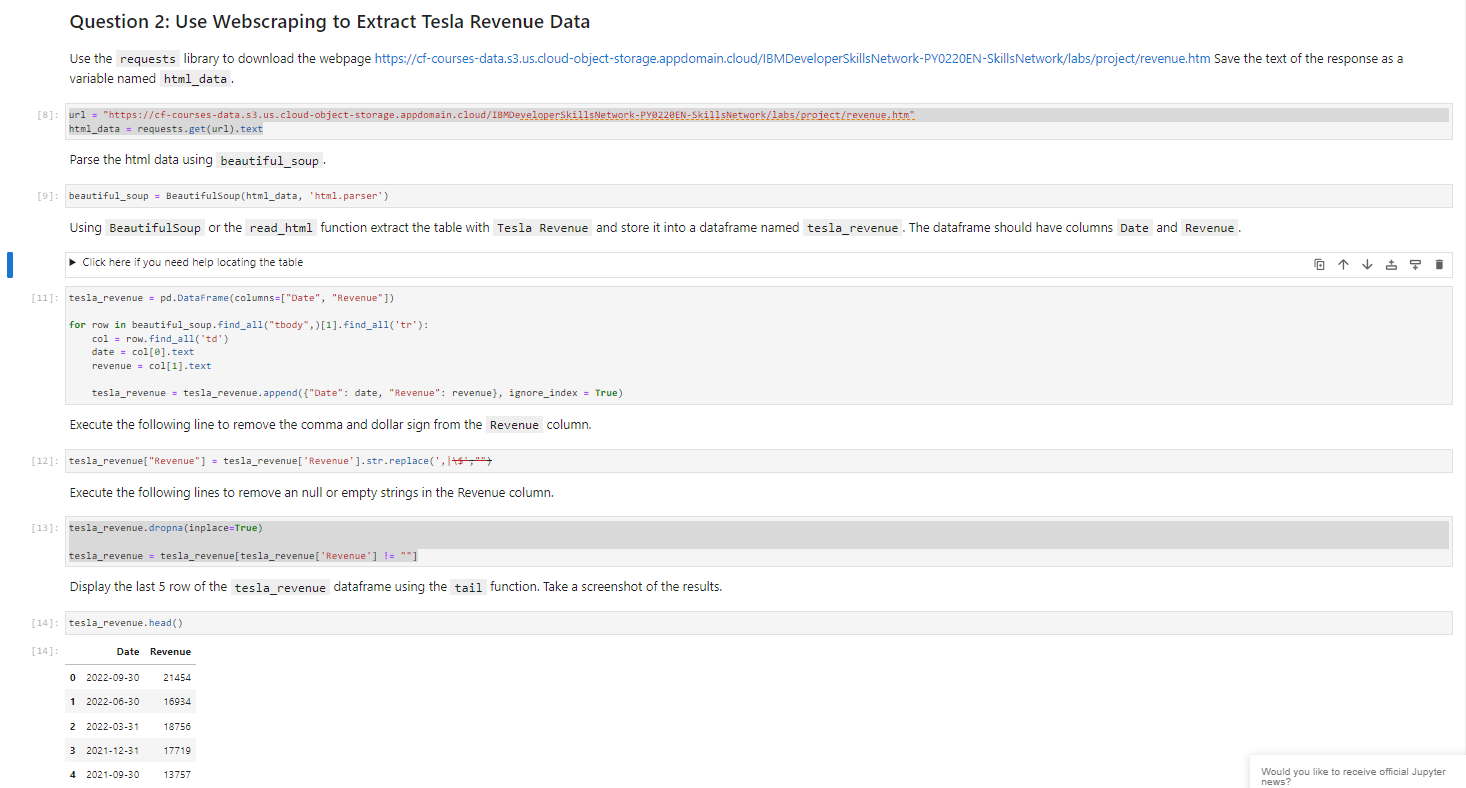 Question 2: Use Webscraping to Extract Tesla Revenue Data
Use the requests library to download the webpage https://cf-courses-data.s3.us.cloud-object-storage.appdomain.cloud/IBMDeveloperSkillsNetwork-PY0220EN-SkillsNetwork/labs/project/revenue.htm Save the text of the response as a
variable named html_data.
[8]: url = "https://cf-courses-data.s3.us.cloud-object-storage.appdomain.cloud/IBMDeveloperSkillsNetwork-PY0220EN-SkillsNetwork/labs/project/revenue.htm"
html_data = requests.get(url).text
Parse the html data using beautiful_soup.
[9]: beautiful_soup = BeautifulSoup(html_data, 'html.parser')
Using BeautifulSoup or the read_html function extract the table with Tesla Revenue and store it into a dataframe named tesla_revenue. The dataframe should have columns Date and Revenue.
▶ Click here if you need help locating the table
[11]: tesla_revenue = pd.DataFrame(columns=["Date", "Revenue"])
for row in beautiful_soup.find_all("tbody",)[1].find_all('tr'):
    col = row.find_all('td')
    date = col[0].text
    revenue = col[1].text
    tesla_revenue = tesla_revenue.append({"Date": date, "Revenue": revenue}, ignore_index = True)
Execute the following line to remove the comma and dollar sign from the Revenue column.
[12]: tesla_revenue["Revenue"] = tesla_revenue['Revenue'].str.replace(',|\$',"")
Execute the following lines to remove an null or empty strings in the Revenue column.
[13]: tesla_revenue.dropna(inplace=True)
tesla_revenue = tesla_revenue[tesla_revenue['Revenue'] != ""]
Display the last 5 row of the tesla_revenue dataframe using the tail function. Take a screenshot of the results.
[14]: tesla_revenue.head()
[14]: Date Revenue
0 2022-09-30 21454
1 2022-06-30 16934
2 2022-03-31 18756
3 2021-12-31 17719
4 2021-09-30 13757
Would you like to receive official Jupyter
news?